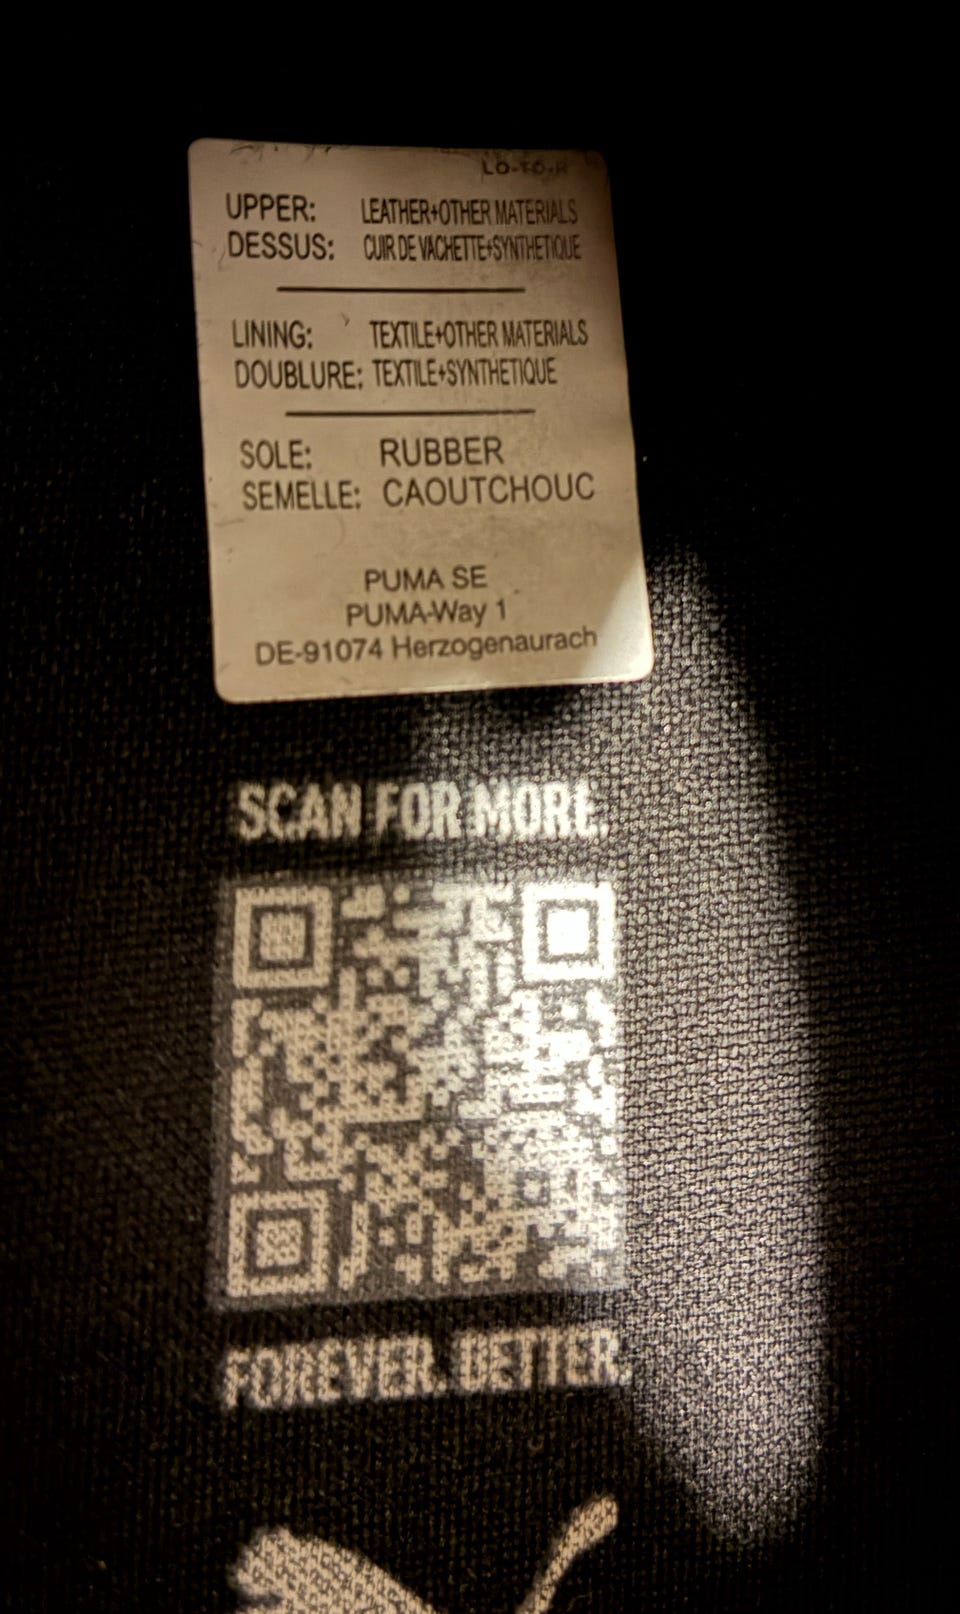 UPPER: LEATHER+OTHER MATERIALS
DESSUS: CUIR DE VACHETTE+SYNTHETIQUE
LINING: TEXTILE+OTHER MATERIALS
DOUBLURE: TEXTILE+SYNTHETIQUE
SOLE: RUBBER
SEMELLE: CAOUTCHOUC
PUMA SE
PUMA-Way 1
DE-91074 Herzogenaurach
SCAN FOR MORE.
FOREVER. BETTER.